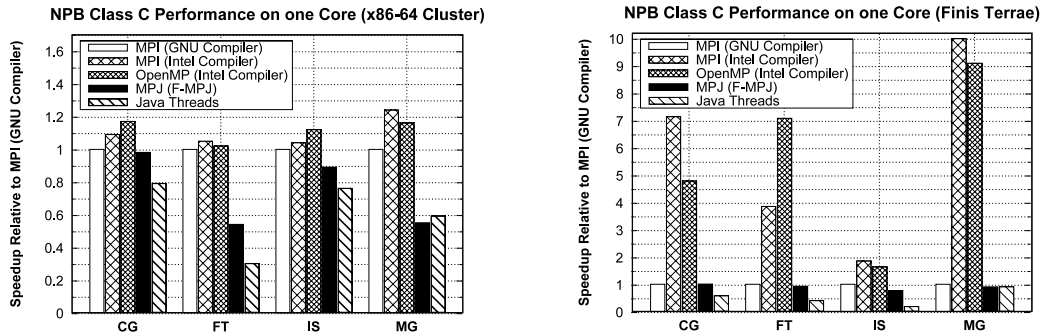 NPB Class C Performance on one Core (x86-64 Cluster)
Speedup Relative to MPI (GNU Compiler)
1.6
1.4
1.2
1
0.8
0.6
0.4
0.2
0
MPI (GNU Compiler)
MPI (Intel Compiler)
OpenMP (Intel Compiler)
MPJ (F-MPJ)
Java Threads
CG FT IS MG
NPB Class C Performance on one Core (Finis Terrae)
Speedup Relative to MPI (GNU Compiler)
10
9
8
7
6
5
4
3
2
1
0
MPI (GNU Compiler)
MPI (Intel Compiler)
OpenMP (Intel Compiler)
MPJ (F-MPJ)
Java Threads
CG FT IS MG